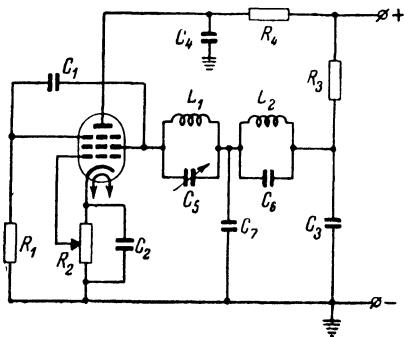 C₄
R₄
+
C₁
R₃
L₁
L₂
C₅
C₆
R₁
R₂
C₂
C₇
C₃
−